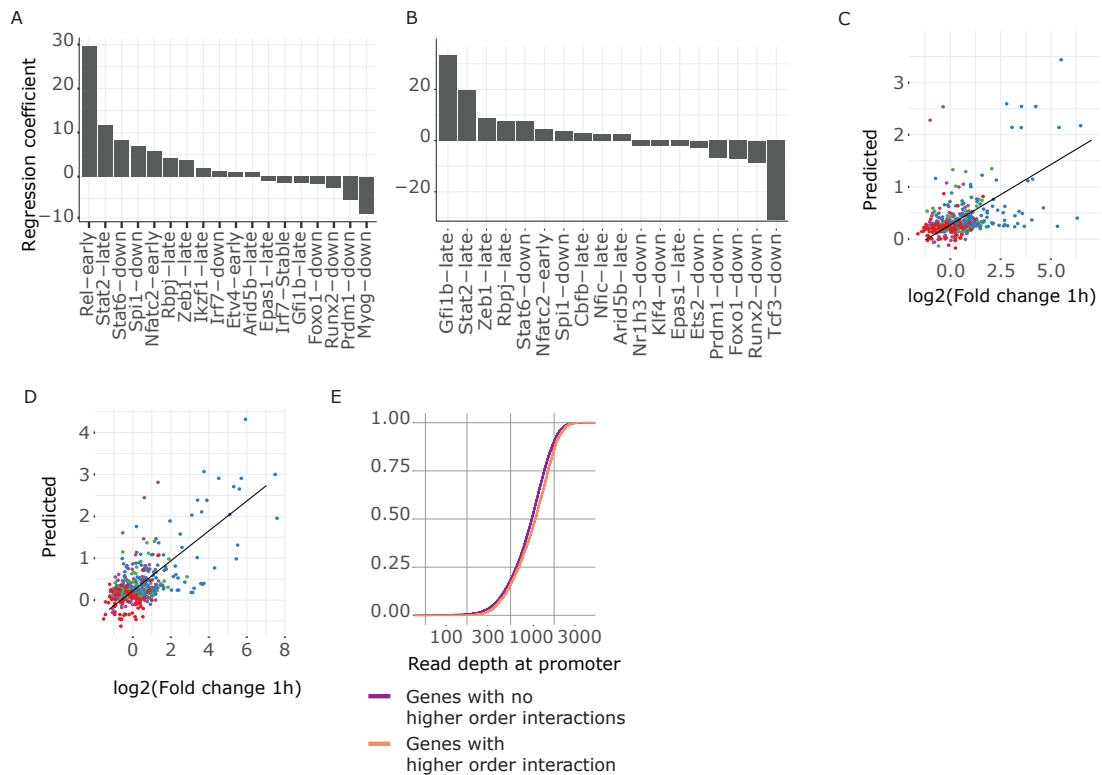 A
Regression coefficient
30
20
10
0
−10
Rel−early
Stat2−late
Stat6−down
Spi1−down
Nfatc2−early
Rbpj−late
Zeb1−late
Ikzf1−late
Irf7−down
Etv4−early
Arid5b−late
Epas1−late
Irf7−Stable
Gfi1b−late
Foxo1−down
Runx2−down
Prdm1−down
Myog−down
B
20
0
−20
Gfi1b−late
Stat2−late
Zeb1−late
Rbpj−late
Stat6−down
Nfatc2−early
Spi1−down
Cbfb−late
Nfic−late
Arid5b−late
Nr1h3−down
Klf4−down
Epas1−late
Ets2−down
Prdm1−down
Foxo1−down
Runx2−down
Tcf3−down
C
Predicted
3
2
1
0
0.0 5.0
log2(Fold change 1h)
D
Predicted
4
3
2
1
0
0 2 4 6 8
log2(Fold change 1h)
E
1.00
0.75
0.50
0.25
0.00
100 300 1000 3000
Read depth at promoter
Genes with no
higher order interactions
Genes with
higher order interaction